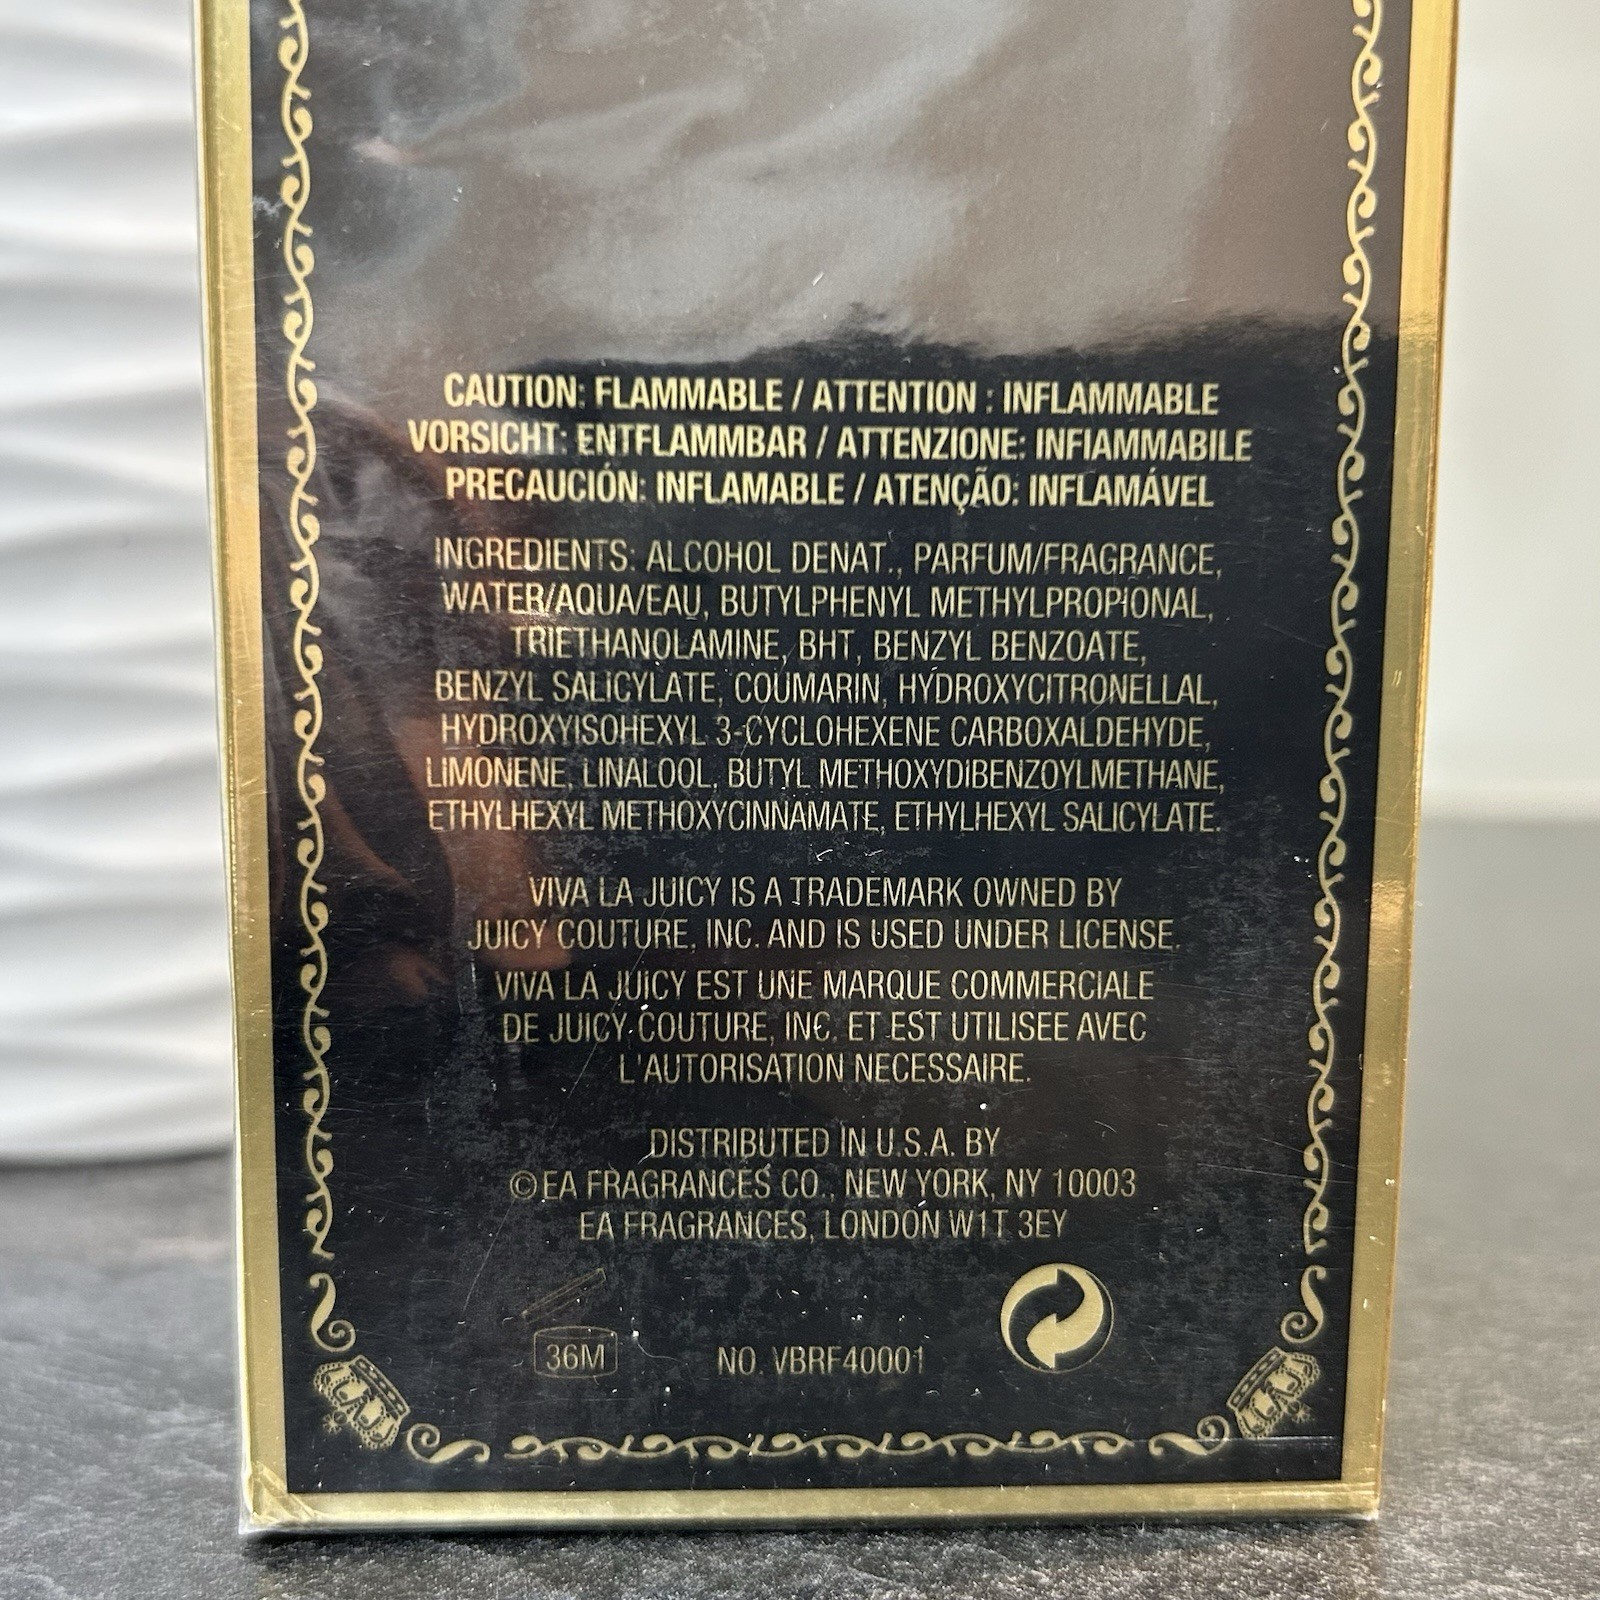 CAUTION: FLAMMABLE / ATTENTION : INFLAMMABLE
VORSICHT: ENTFLAMMBAR / ATTENZIONE: INFIAMMABILE
PRECAUCIÓN: INFLAMABLE / ATENÇÃO: INFLAMÁVEL
INGREDIENTS: ALCOHOL DENAT., PARFUM/FRAGRANCE,
WATER/AQUA/EAU, BUTYLPHENYL METHYLPROPIONAL,
TRIETHANOLAMINE, BHT, BENZYL BENZOATE,
BENZYL SALICYLATE, COUMARIN, HYDROXYCITRONELLAL,
HYDROXYISOHEXYL 3-CYCLOHEXENE CARBOXALDEHYDE,
LIMONENE, LINALOOL, BUTYL METHOXYDIBENZOYLMETHANE,
ETHYLHEXYL METHOXYCINNAMATE, ETHYLHEXYL SALICYLATE.
VIVA LA JUICY IS A TRADEMARK OWNED BY
JUICY COUTURE, INC. AND IS USED UNDER LICENSE.
VIVA LA JUICY EST UNE MARQUE COMMERCIALE
DE JUICY COUTURE, INC. ET EST UTILISEE AVEC
L'AUTORISATION NECESSAIRE.
DISTRIBUTED IN U.S.A. BY
©EA FRAGRANCES CO., NEW YORK, NY 10003
EA FRAGRANCES, LONDON W1T 3EY
36M NO. VBRF40001